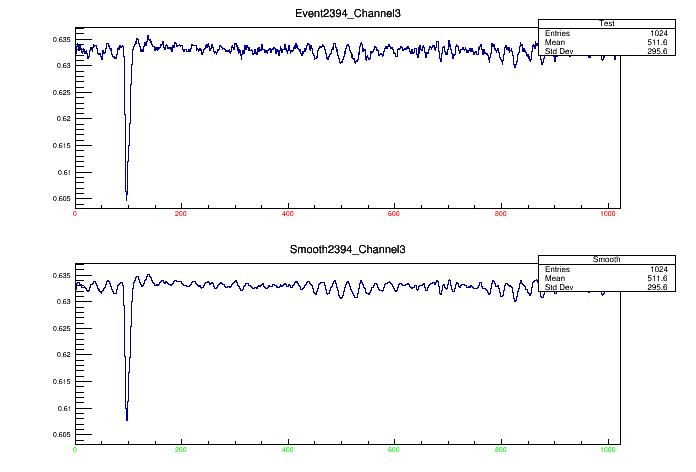 Event2394_Channel3
Test
Entries 1024
Mean 511.6
Std Dev 295.6
0.635
0.63
0.625
0.62
0.615
0.61
0.605
0 200 400 600 800 1000
Smooth2394_Channel3
Smooth
Entries 1024
Mean 511.6
Std Dev 295.6
0.635
0.63
0.625
0.62
0.615
0.61
0.605
0 200 400 600 800 1000